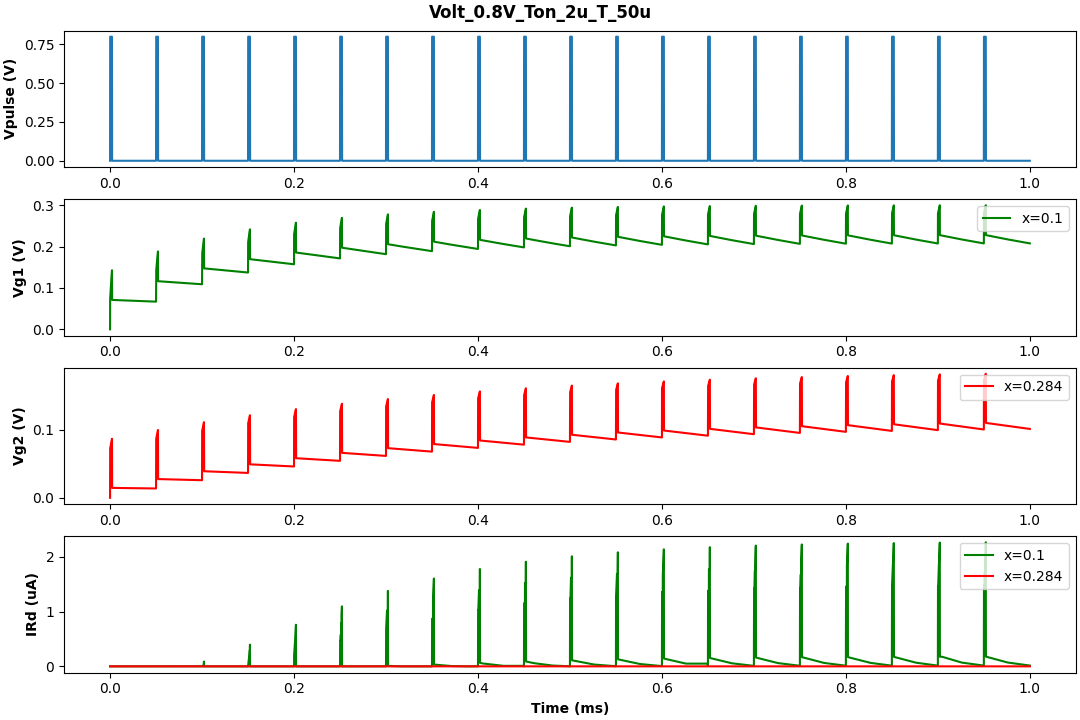 Volt_0.8V_Ton_2u_T_50u
Vpulse (V)
0.75
0.50
0.25
0.00
0.0 0.2 0.4 0.6 0.8 1.0
Vg1 (V)
0.3
0.2
0.1
0.0
x=0.1
0.0 0.2 0.4 0.6 0.8 1.0
Vg2 (V)
0.1
0.0
x=0.284
0.0 0.2 0.4 0.6 0.8 1.0
IRd (uA)
2
1
0
x=0.1
x=0.284
0.0 0.2 0.4 0.6 0.8 1.0
Time (ms)